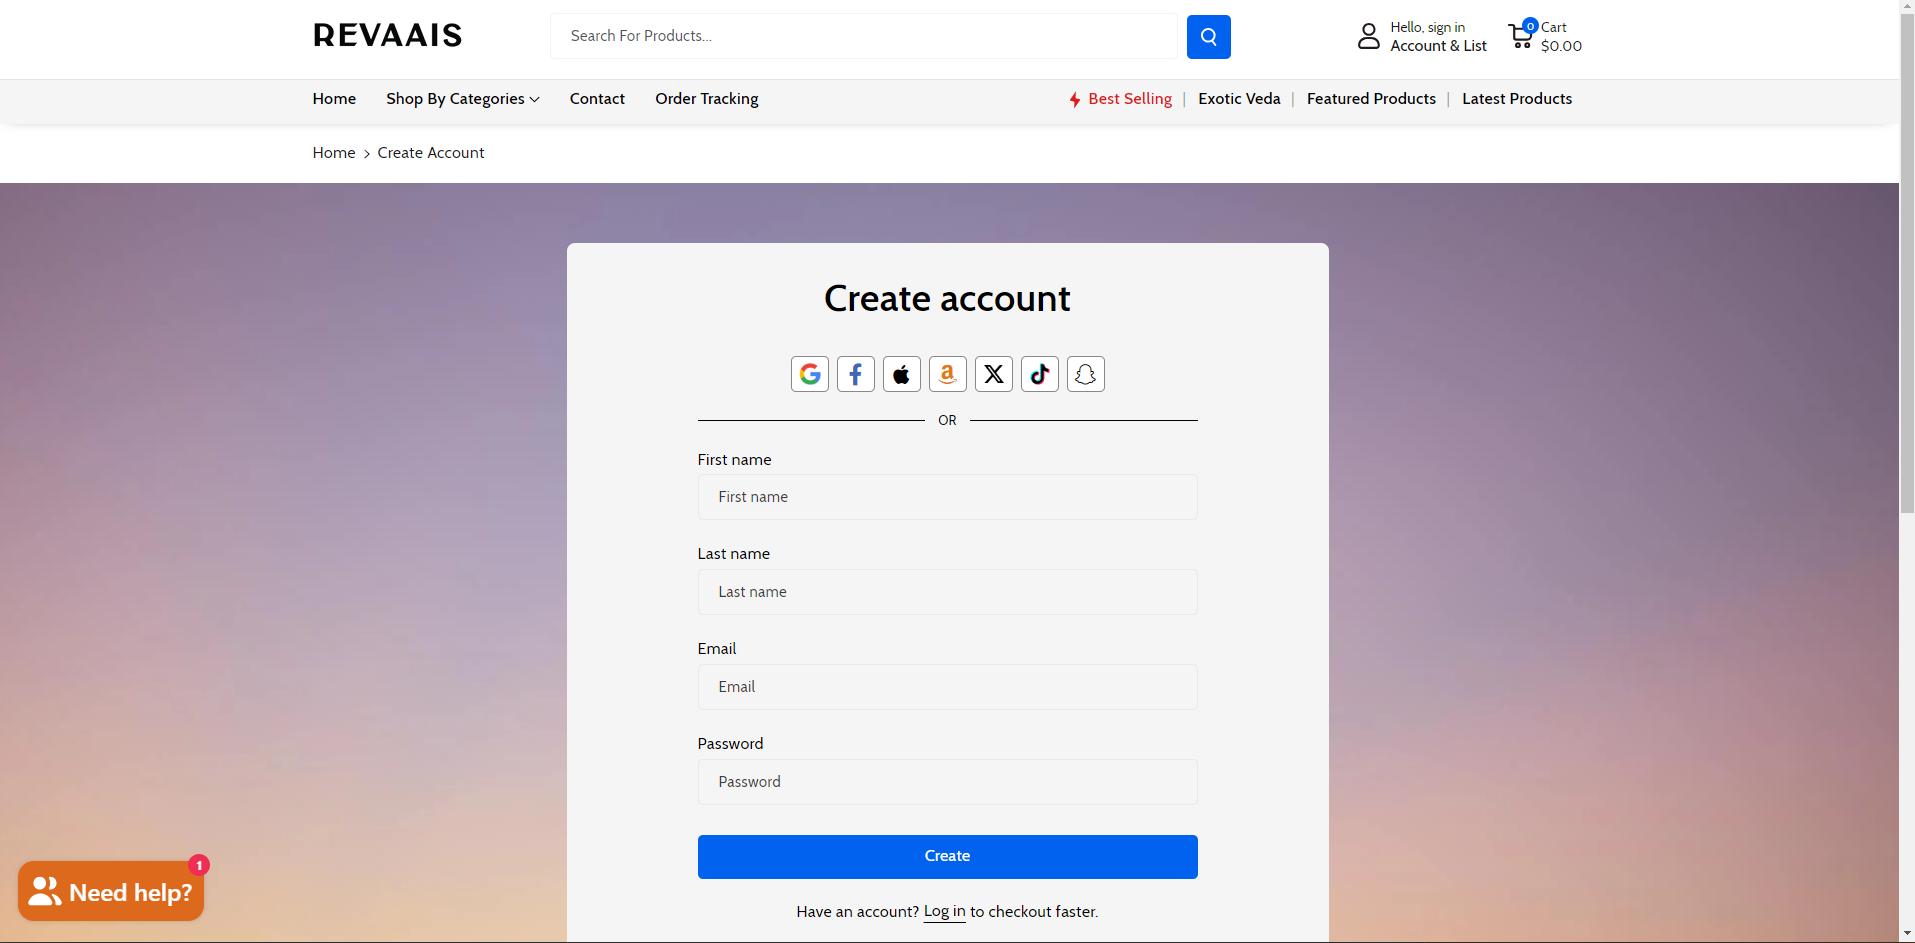 REVAAIS
Search For Products...
Hello, sign in
Account & List
0
Cart
$0.00
Home
Shop By Categories
Contact
Order Tracking
Best Selling | Exotic Veda | Featured Products | Latest Products
Home > Create Account
Create account
OR
First name
First name
Last name
Last name
Email
Email
Password
Password
Create
Have an account? Log in to checkout faster.
1
Need help?